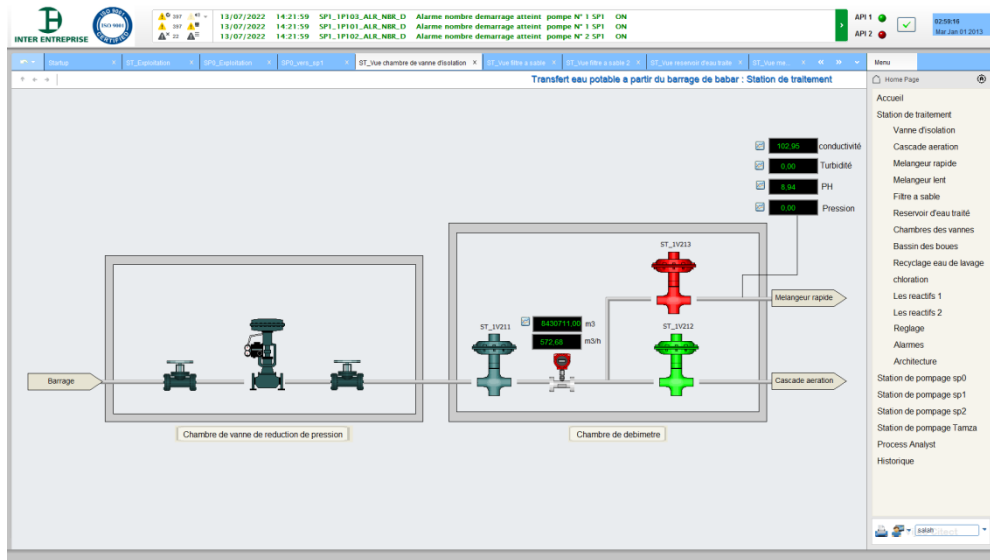 INTER ENTREPRISE
ISO 9001
CERTIFIED
13/07/2022 14:21:59 SP1_1P103_ALR_NBR_D Alarme nombre demarrage atteint pompe N° 1 SP1 ON
13/07/2022 14:21:59 SP1_1P101_ALR_NBR_D Alarme nombre demarrage atteint pompe N° 1 SP1 ON
13/07/2022 14:21:59 SP1_1P102_ALR_NBR_D Alarme nombre demarrage atteint pompe N° 2 SP1 ON
API 1
API 2
02:59:16
Mar Jan 01 2013
Startup
ST_Exploitation
SP0_Exploitation
SP0_vers_sp1
ST_Vue chambre de vanne d'isolation
ST_Vue filtre a sable
ST_Vue filtre a sable 2
ST_Vue reservoir d'eau traite
ST_Vue me...
Menu
Transfert eau potable a partir du barrage de babar : Station de traitement
Home Page
102,95 conductivité
0,00 Turbidité
6,94 PH
0,00 Pression
ST_1V213
Melangeur rapide
ST_1V211
8430711,00 m3
572,68 m3/h
ST_1V212
Barrage
Cascade aeration
Chambre de vanne de reduction de pression
Chambre de debimetre
Accueil
Station de traitement
Vanne d'isolation
Cascade aeration
Melangeur rapide
Melangeur lent
Filtre a sable
Reservoir d'eau traité
Chambres des vannes
Bassin des boues
Recyclage eau de lavage
chloration
Les reactifs 1
Les reactifs 2
Reglage
Alarmes
Architecture
Station de pompage sp0
Station de pompage sp1
Station de pompage sp2
Station de pompage Tamza
Process Analyst
Historique
salah